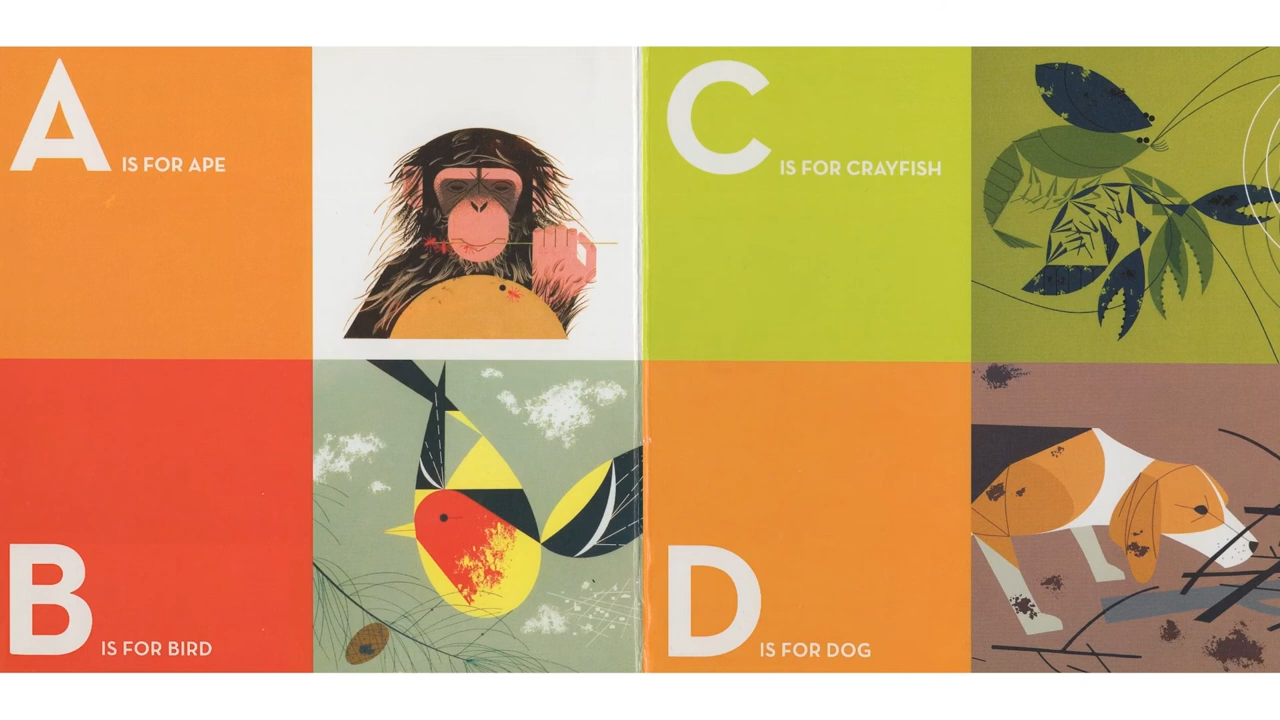 A IS FOR APE
B IS FOR BIRD
C IS FOR CRAYFISH
D IS FOR DOG